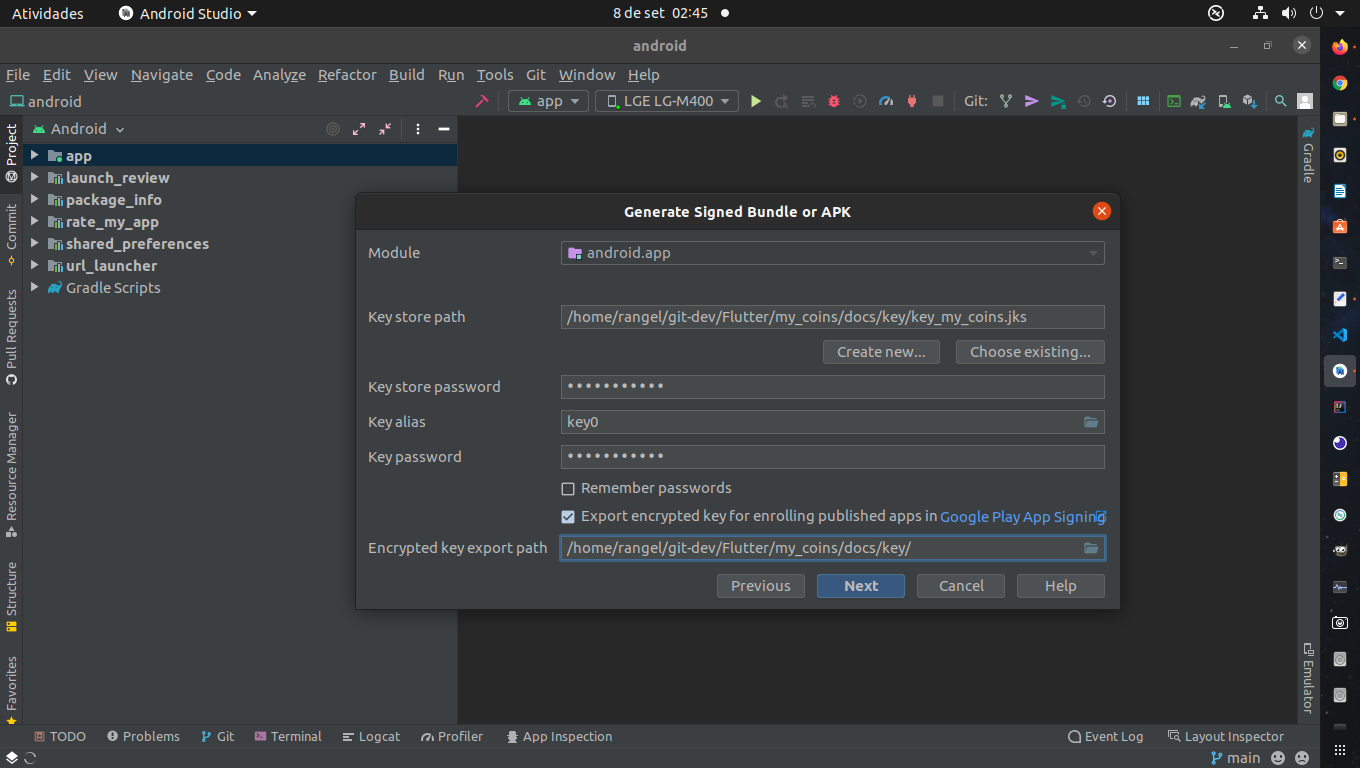 Atividades
Android Studio
8 de set 02:45
android
File Edit View Navigate Code Analyze Refactor Build Run Tools Git Window Help
android
app
LGE LG-M400
Git:
Project
Android
app
launch_review
package_info
rate_my_app
shared_preferences
url_launcher
Gradle Scripts
Commit
Pull Requests
Resource Manager
Structure
Favorites
Gradle
Emulator
Generate Signed Bundle or APK
Module
android.app
Key store path
/home/rangel/git-dev/Flutter/my_coins/docs/key/key_my_coins.jks
Create new...
Choose existing...
Key store password
Key alias
key0
Key password
Remember passwords
Export encrypted key for enrolling published apps in Google Play App Signing
Encrypted key export path
/home/rangel/git-dev/Flutter/my_coins/docs/key/
Previous
Next
Cancel
Help
TODO
Problems
Git
Terminal
Logcat
Profiler
App Inspection
Event Log
Layout Inspector
main